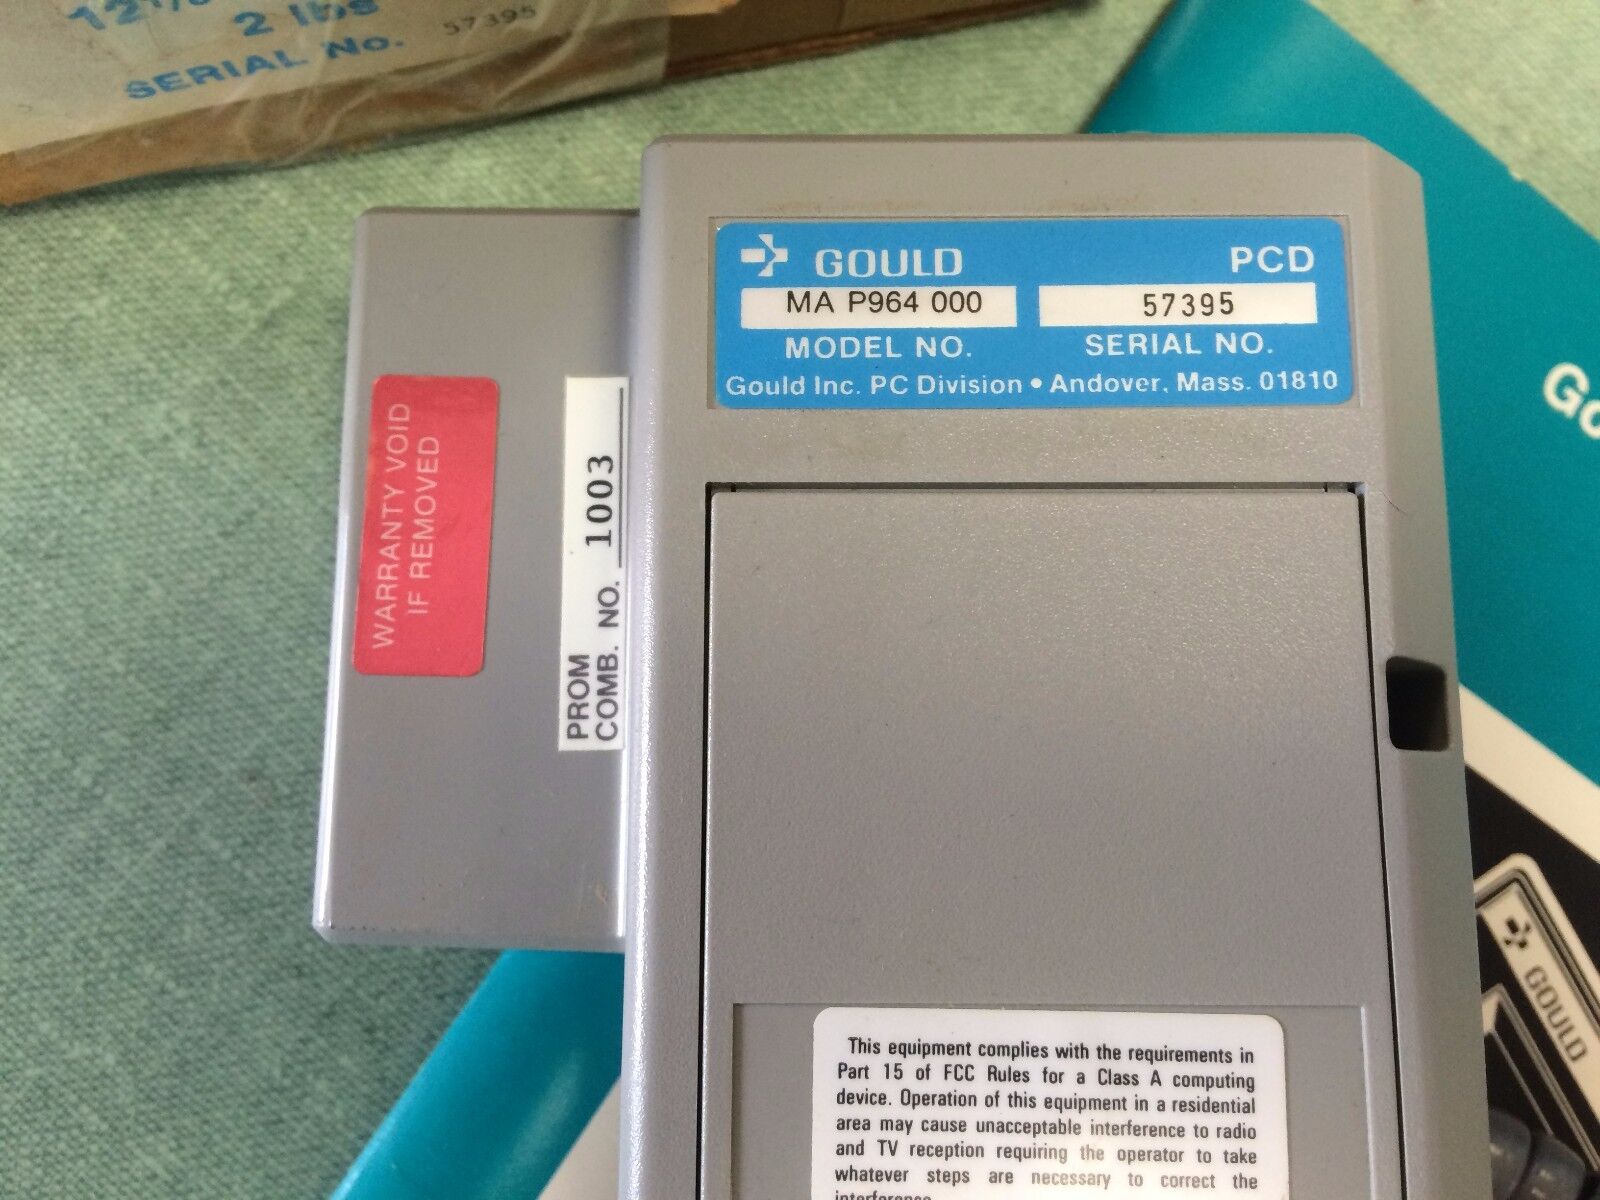 2 lbs
SERIAL No. 57395
GOULD PCD
MA P964 000 57395
MODEL NO. SERIAL NO.
Gould Inc. PC Division • Andover, Mass. 01810
WARRANTY VOID
IF REMOVED
PROM
COMB. NO. 1003
This equipment complies with the requirements in
Part 15 of FCC Rules for a Class A computing
device. Operation of this equipment in a residential
area may cause unacceptable interference to radio
and TV reception requiring the operator to take
whatever steps are necessary to correct the
interference.
GOULD